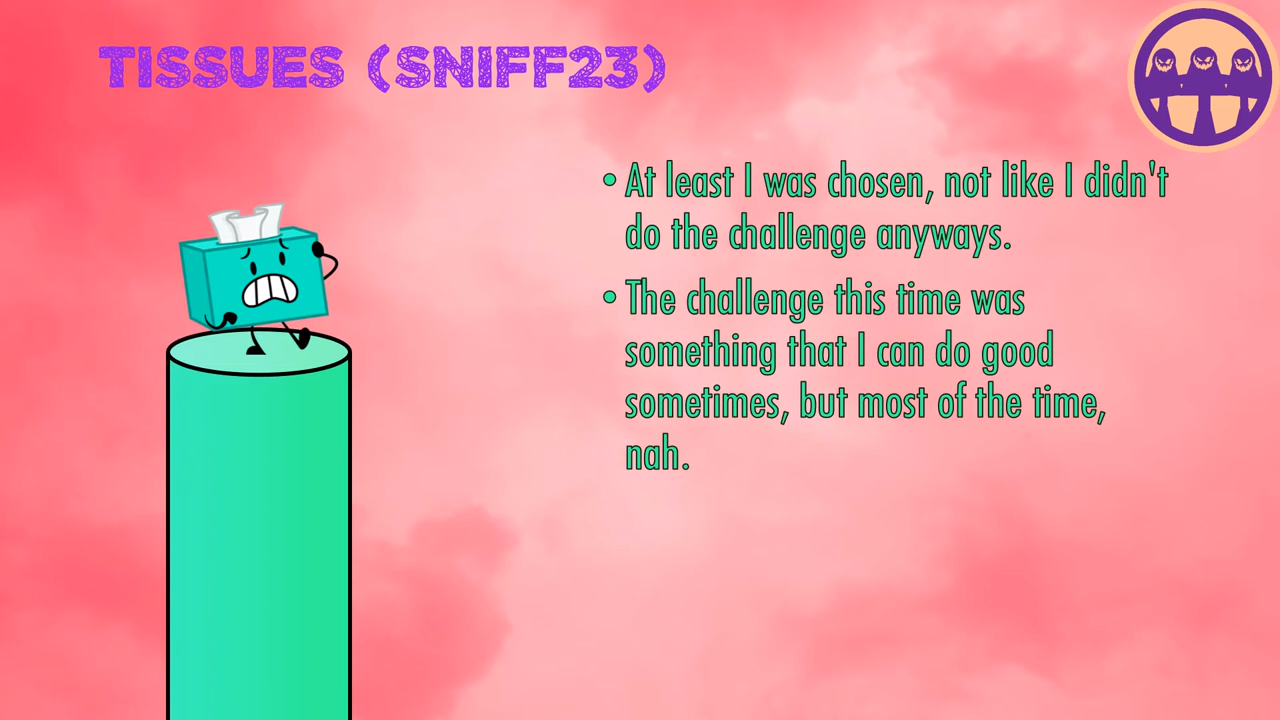 TISSUES (SNIFF23)
• At least I was chosen, not like I didn't
do the challenge anyways.
• The challenge this time was
something that I can do good
sometimes, but most of the time,
nah.